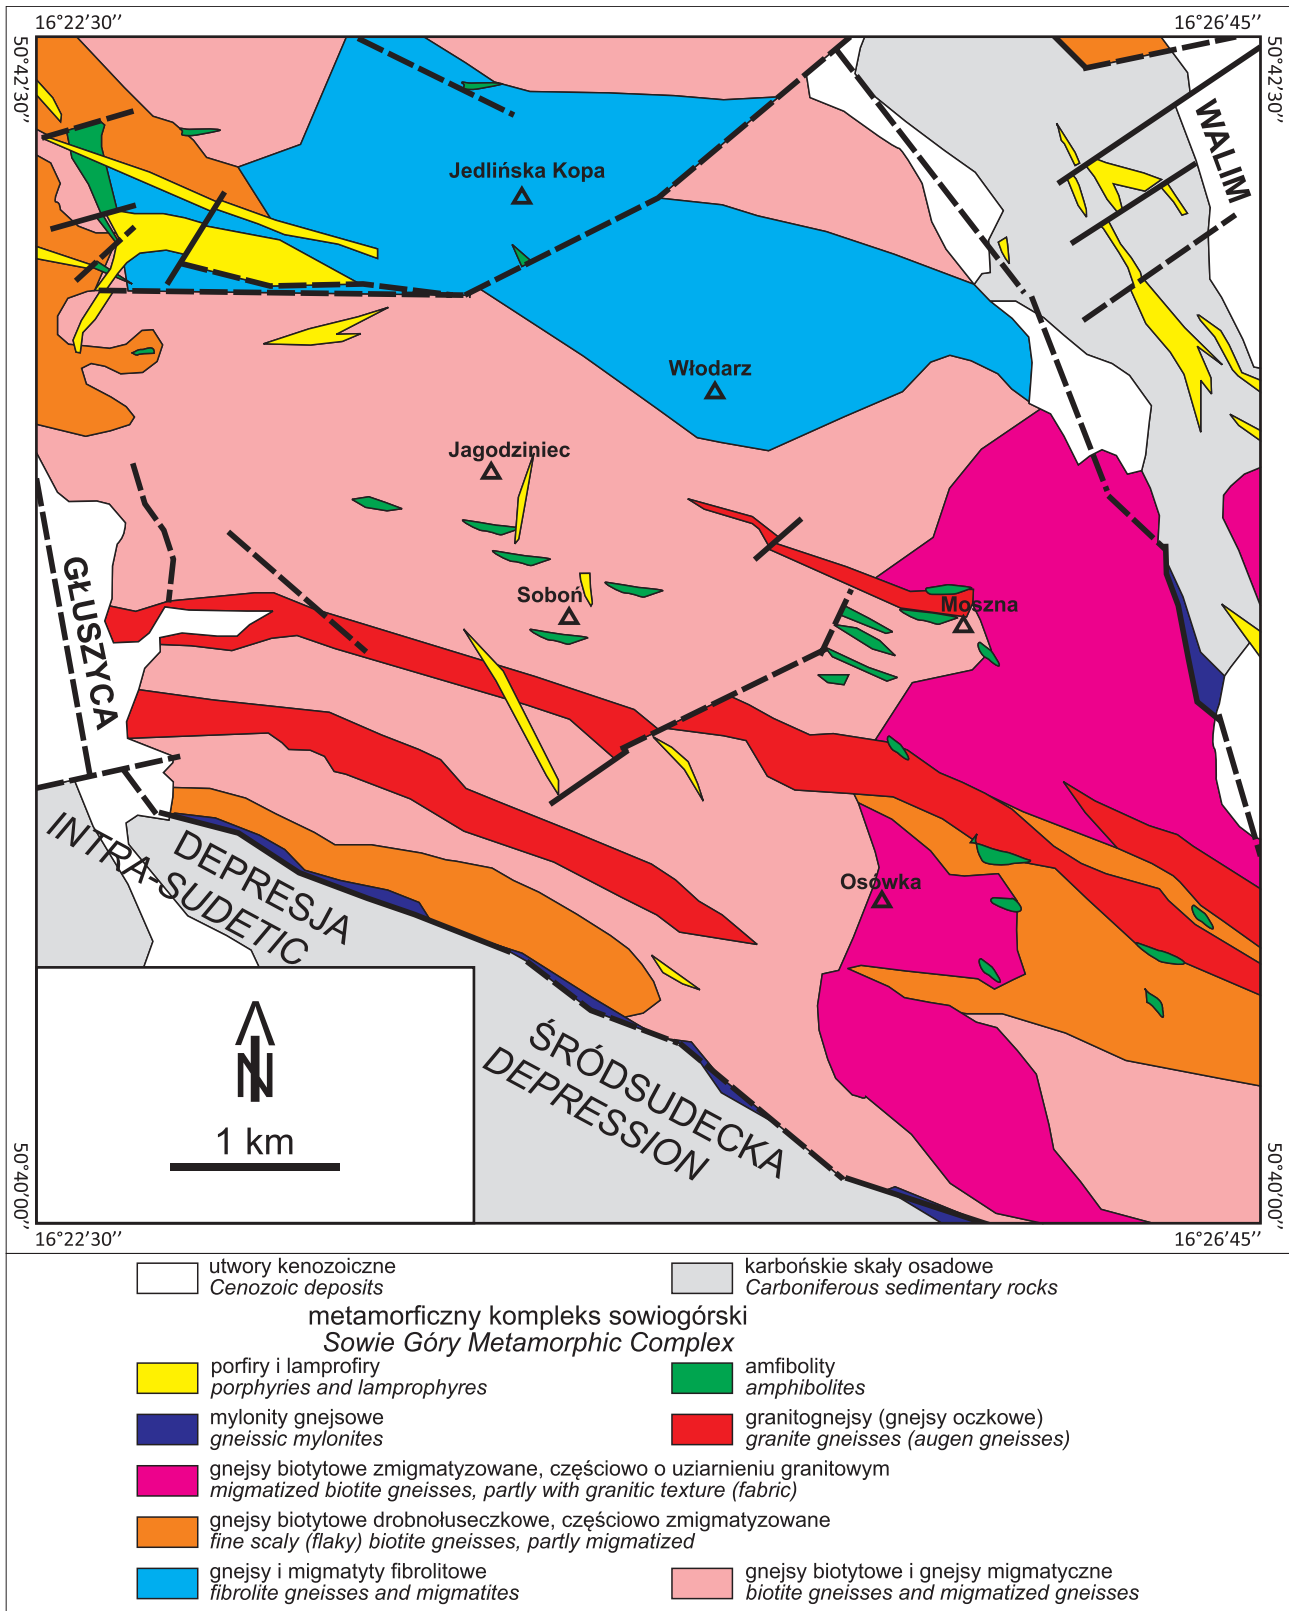 16°22′30′′ 16°26′45′′
50°42′30′′ 50°42′30′′
WALIM
Jedlińska Kopa
Włodarz
Jagodziniec
Soboń
Moszna
GŁUSZYCA
Osówka
DEPRESJA
INTRA-SUDETIC
ŚRÓDSUDECKA
DEPRESSION
N
1 km
50°40′00′′ 50°40′00′′
16°22′30′′ 16°26′45′′
utwory kenozoiczne
Cenozoic deposits
karbońskie skały osadowe
Carboniferous sedimentary rocks
metamorficzny kompleks sowiogórski
Sowie Góry Metamorphic Complex
porfiry i lamprofiry
porphyries and lamprophyres
amfibolity
amphibolites
mylonity gnejsowe
gneissic mylonites
granitognejsy (gnejsy oczkowe)
granite gneisses (augen gneisses)
gnejsy biotytowe zmigmatyzowane, częściowo o uziarnieniu granitowym
migmatized biotite gneisses, partly with granitic texture (fabric)
gnejsy biotytowe drobnołuseczkowe, częściowo zmigmatyzowane
fine scaly (flaky) biotite gneisses, partly migmatized
gnejsy i migmatyty fibrolitowe
fibrolite gneisses and migmatites
gnejsy biotytowe i gnejsy migmatyczne
biotite gneisses and migmatized gneisses